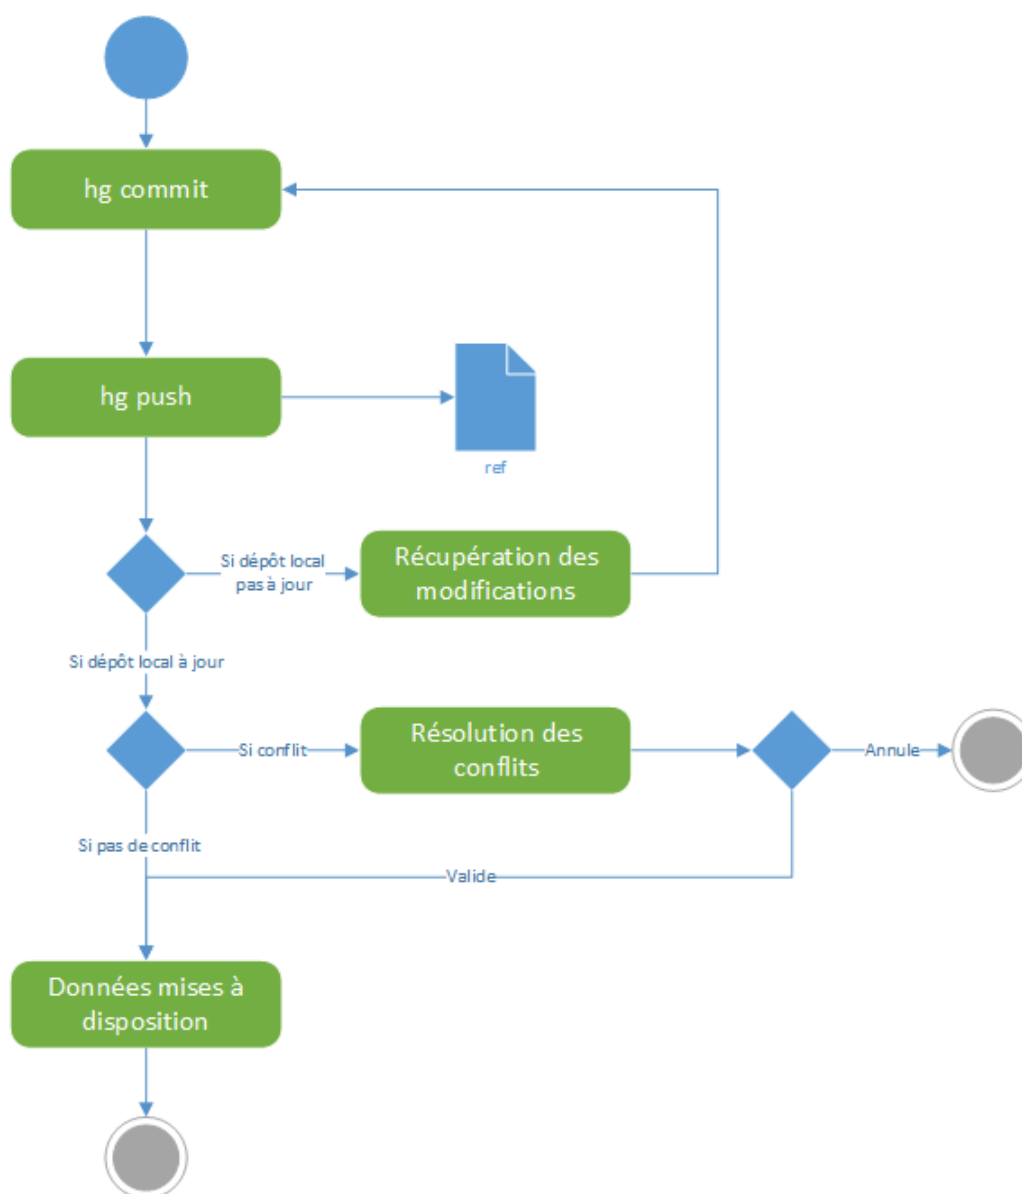 hg commit
hg push
ref
Si dépôt local
pas à jour
Récupération des
modifications
Si dépôt local à jour
Si conflit
Résolution des
conflits
Annule
Si pas de conflit
Valide
Données mises à
disposition